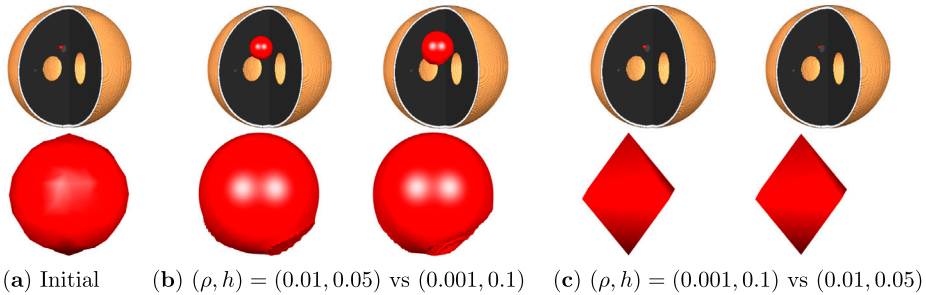 (a) Initial (b) (ρ, h) = (0.01, 0.05) vs (0.001, 0.1) (c) (ρ, h) = (0.001, 0.1) vs (0.01, 0.05)